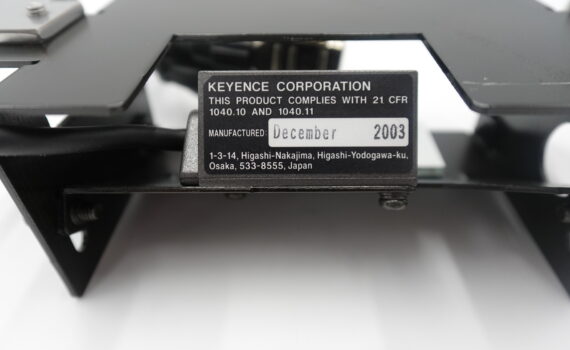 KEYENCE CORPORATION
THIS PRODUCT COMPLIES WITH 21 CFR
1040.10 AND 1040.11
MANUFACTURED: December 2003
1-3-14, Higashi-Nakajima, Higashi-Yodogawa-ku,
Osaka, 533-8555, Japan